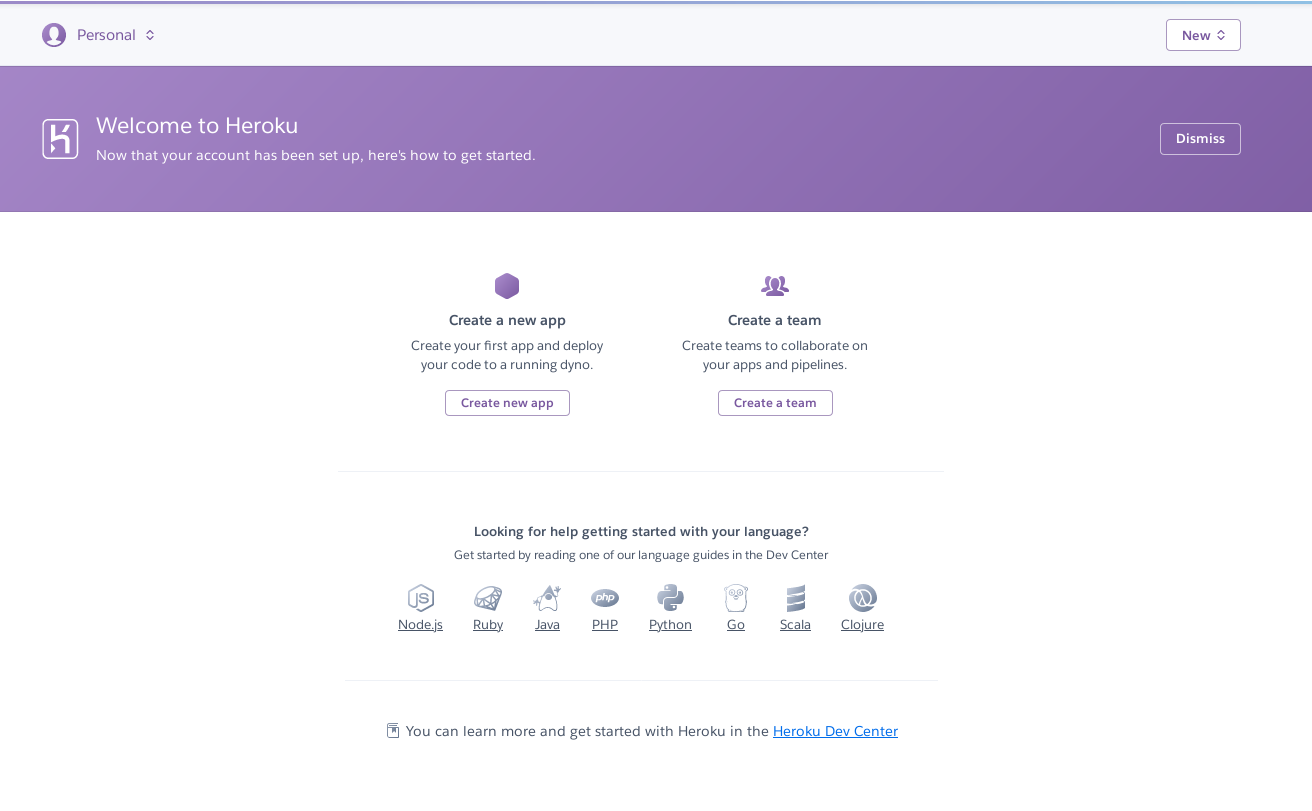 Personal
New
Welcome to Heroku
Now that your account has been set up, here's how to get started.
Dismiss
Create a new app
Create your first app and deploy
your code to a running dyno.
Create new app
Create a team
Create teams to collaborate on
your apps and pipelines.
Create a team
Looking for help getting started with your language?
Get started by reading one of our language guides in the Dev Center
JS
php
Node.js Ruby Java PHP Python Go Scala Clojure
You can learn more and get started with Heroku in the Heroku Dev Center